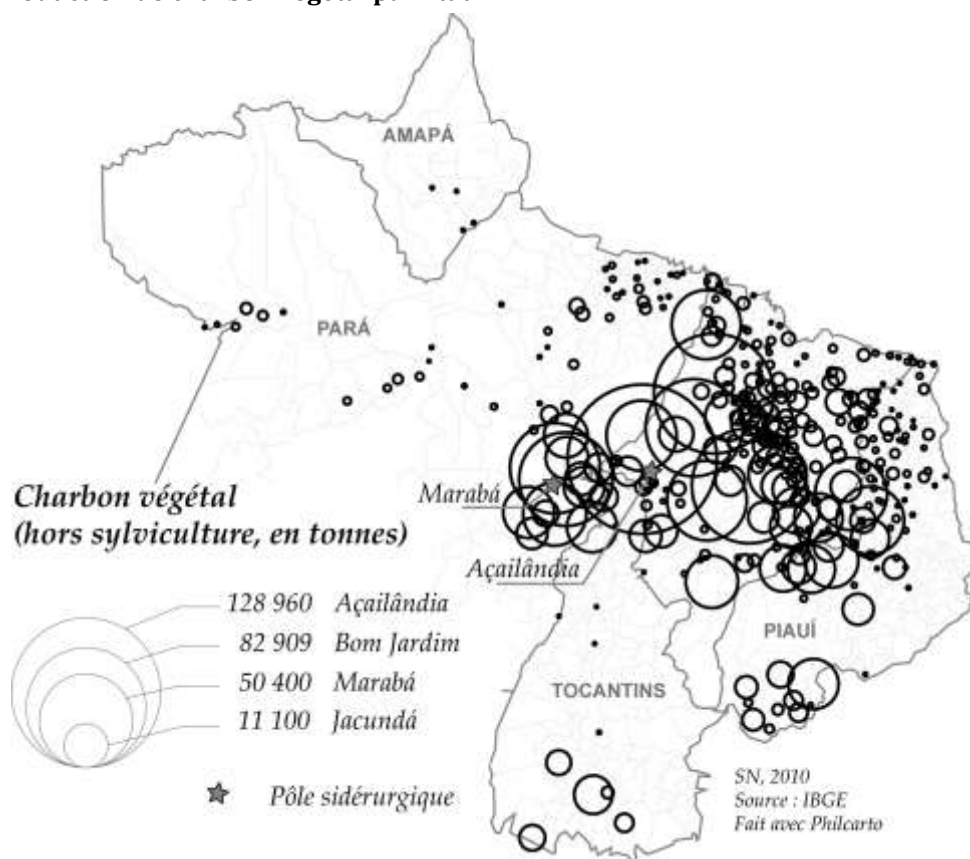 AMAPÁ
PARÁ
Marabá
Charbon végétal
(hors sylviculture, en tonnes)
Açailândia
128 960 Açailândia
82 909 Bom Jardim
50 400 Marabá
11 100 Jacundá
PIAUÍ
TOCANTINS
Pôle sidérurgique
SN, 2010
Source : IBGE
Fait avec Philcarto